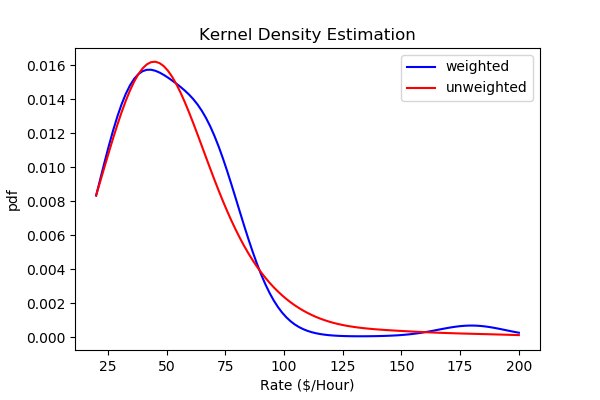 Kernel Density Estimation
weighted
unweighted
pdf
0.016
0.014
0.012
0.010
0.008
0.006
0.004
0.002
0.000
25 50 75 100 125 150 175 200
Rate ($/Hour)